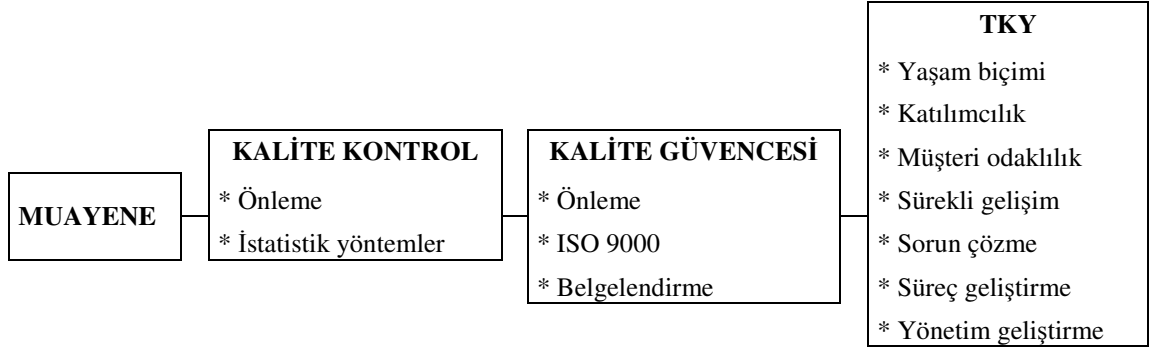 MUAYENE
KALİTE KONTROL
* Önleme
* İstatistik yöntemler
KALİTE GÜVENCESİ
* Önleme
* ISO 9000
* Belgelendirme
TKY
* Yaşam biçimi
* Katılımcılık
* Müşteri odaklılık
* Sürekli gelişim
* Sorun çözme
* Süreç geliştirme
* Yönetim geliştirme